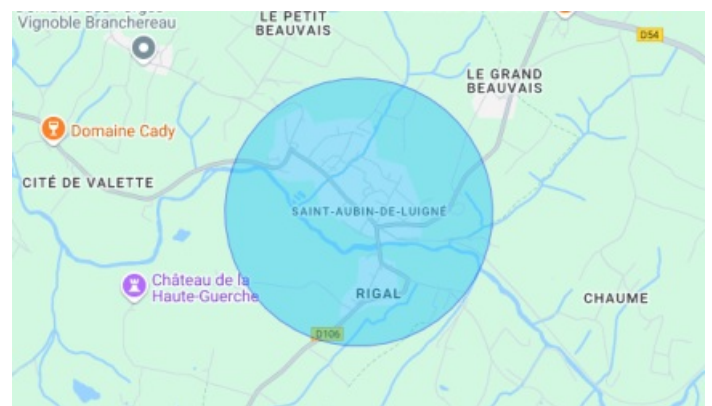 Vignoble Branchereau
LE PETIT
BEAUVAIS
D54
LE GRAND
BEAUVAIS
Domaine Cady
CITÉ DE VALETTE
SAINT-AUBIN-DE-LUIGNÉ
Château de la
Haute-Guerche
RIGAL
CHAUME
D106